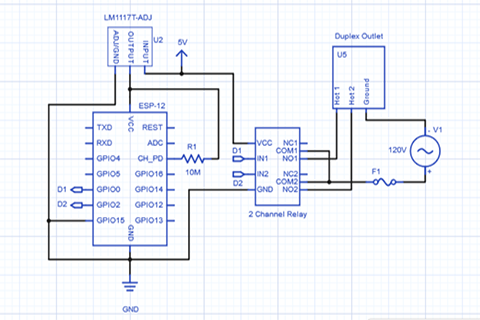 LM1117T-ADJ
ADJ/GND
OUTPUT
INPUT
U2
5V
Duplex Outlet
U5
Hot 1
Hot 2
Ground
ESP-12
VCC
TXD
REST
RXD
ADC
GPIO4
CH_PD
GPIO5
GPIO16
D1
GPIO0
GPIO14
D2
GPIO2
GPIO12
GPIO15
GPIO13
GND
R1
10M
VCC
NC1
COM1
D1
IN1
NO1
IN2
NC2
D2
COM2
GND
NO2
2 Channel Relay
F1
V1
120V
-
+
GND